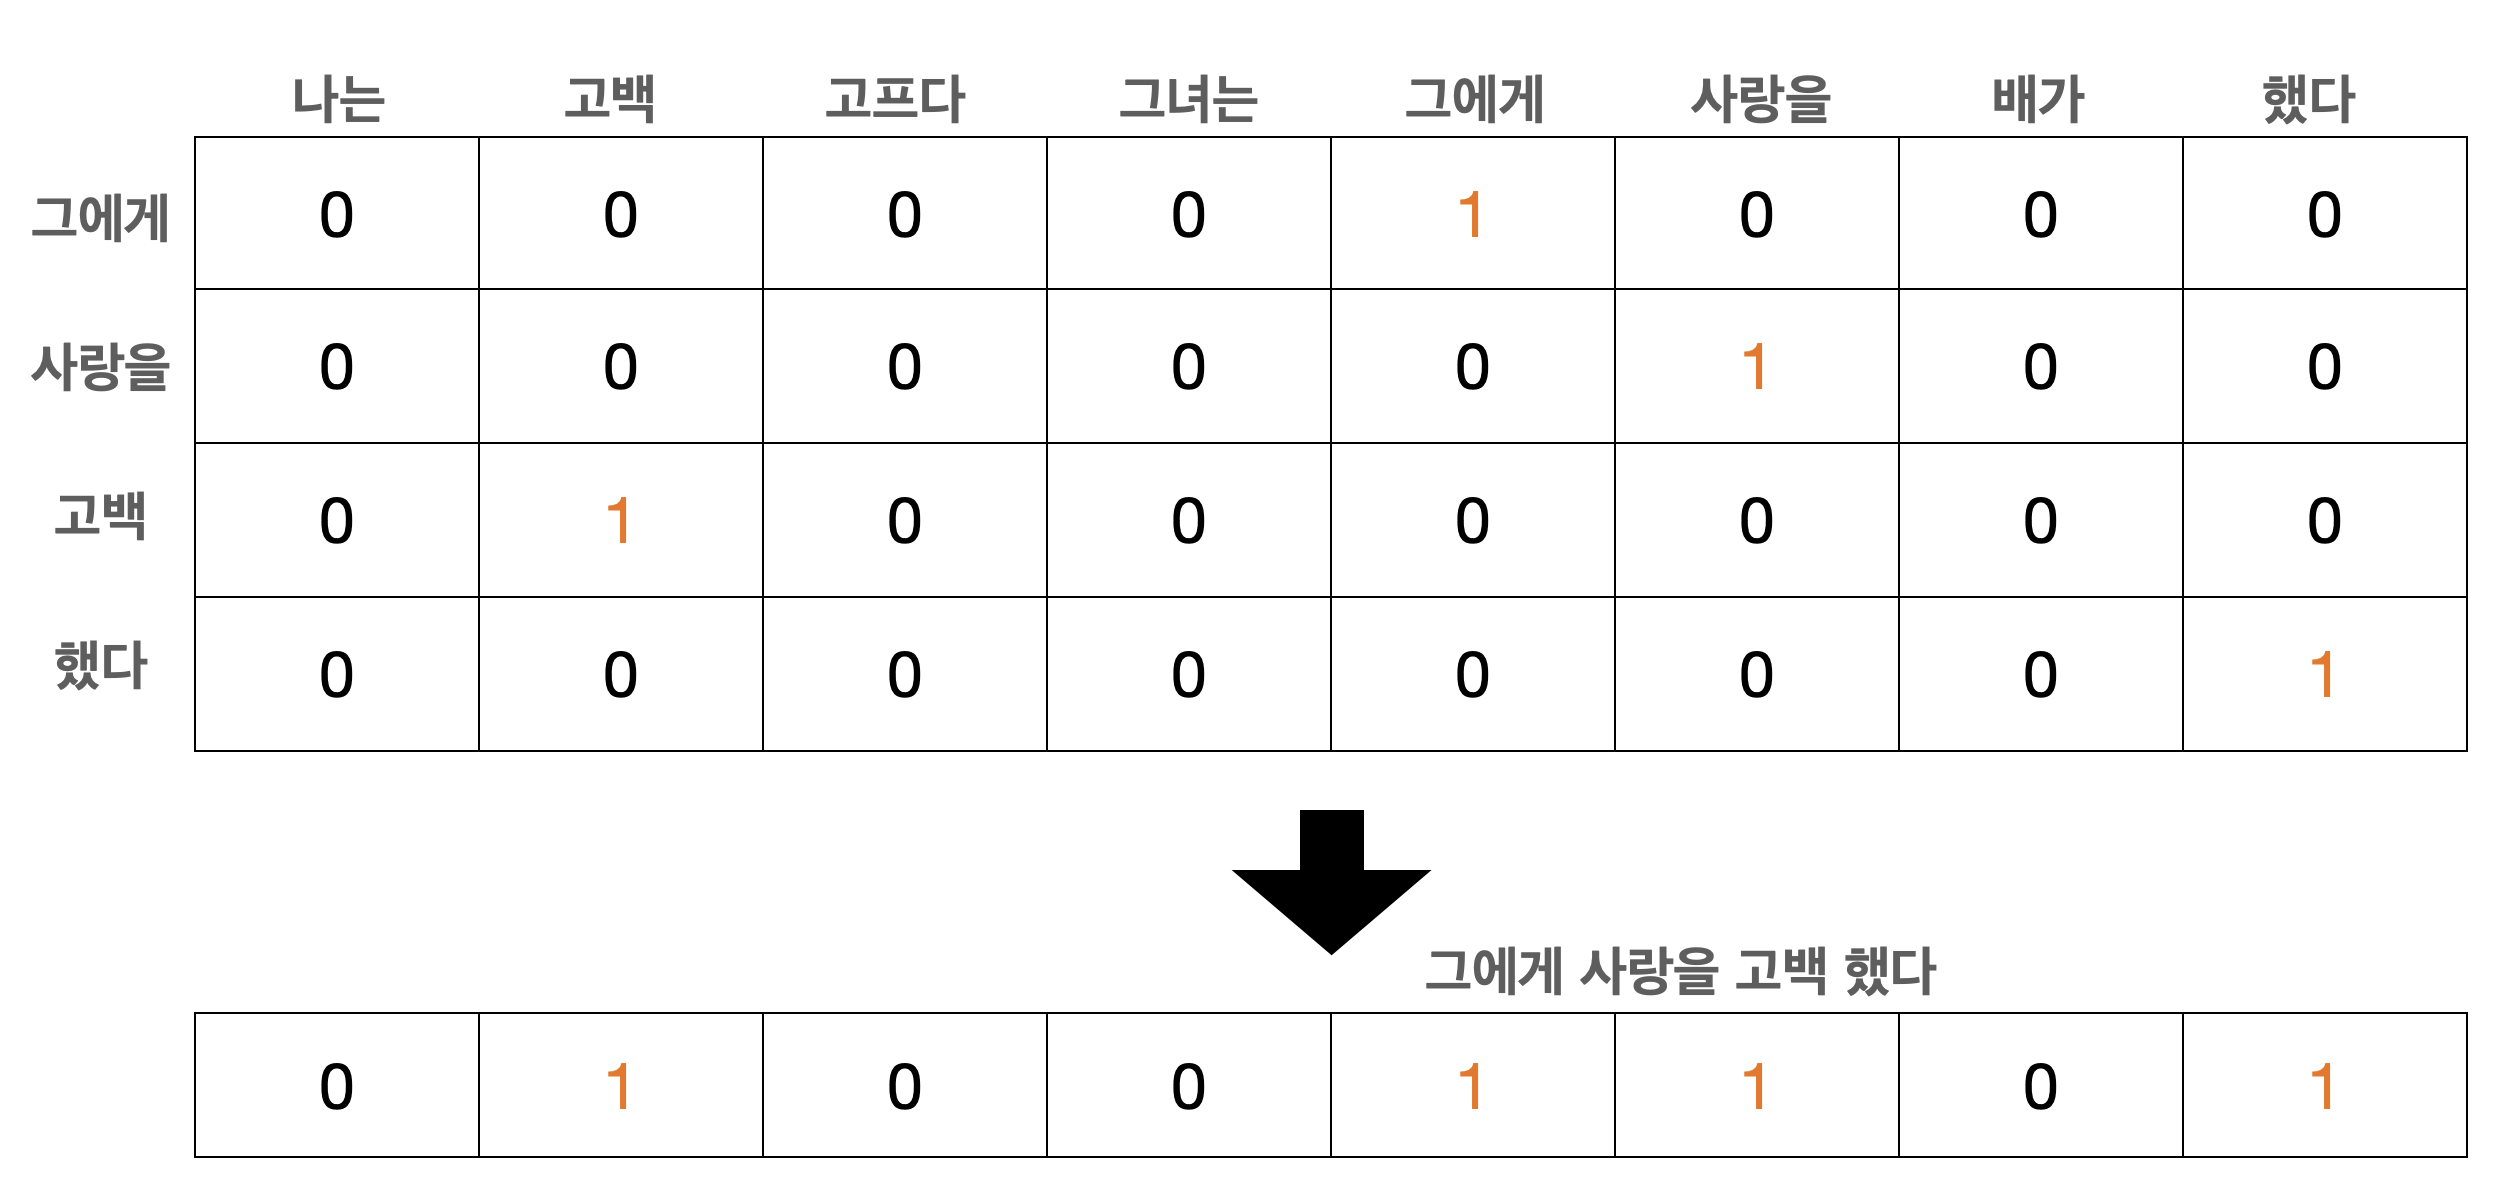 나는 고백 고프다 그녀는 그에게 사랑을 배가 했다
그에게 0 0 0 0 1 0 0 0
사랑을 0 0 0 0 0 1 0 0
고백 0 1 0 0 0 0 0 0
했다 0 0 0 0 0 0 0 1
그에게 사랑을 고백 했다
0 1 0 0 1 1 0 1